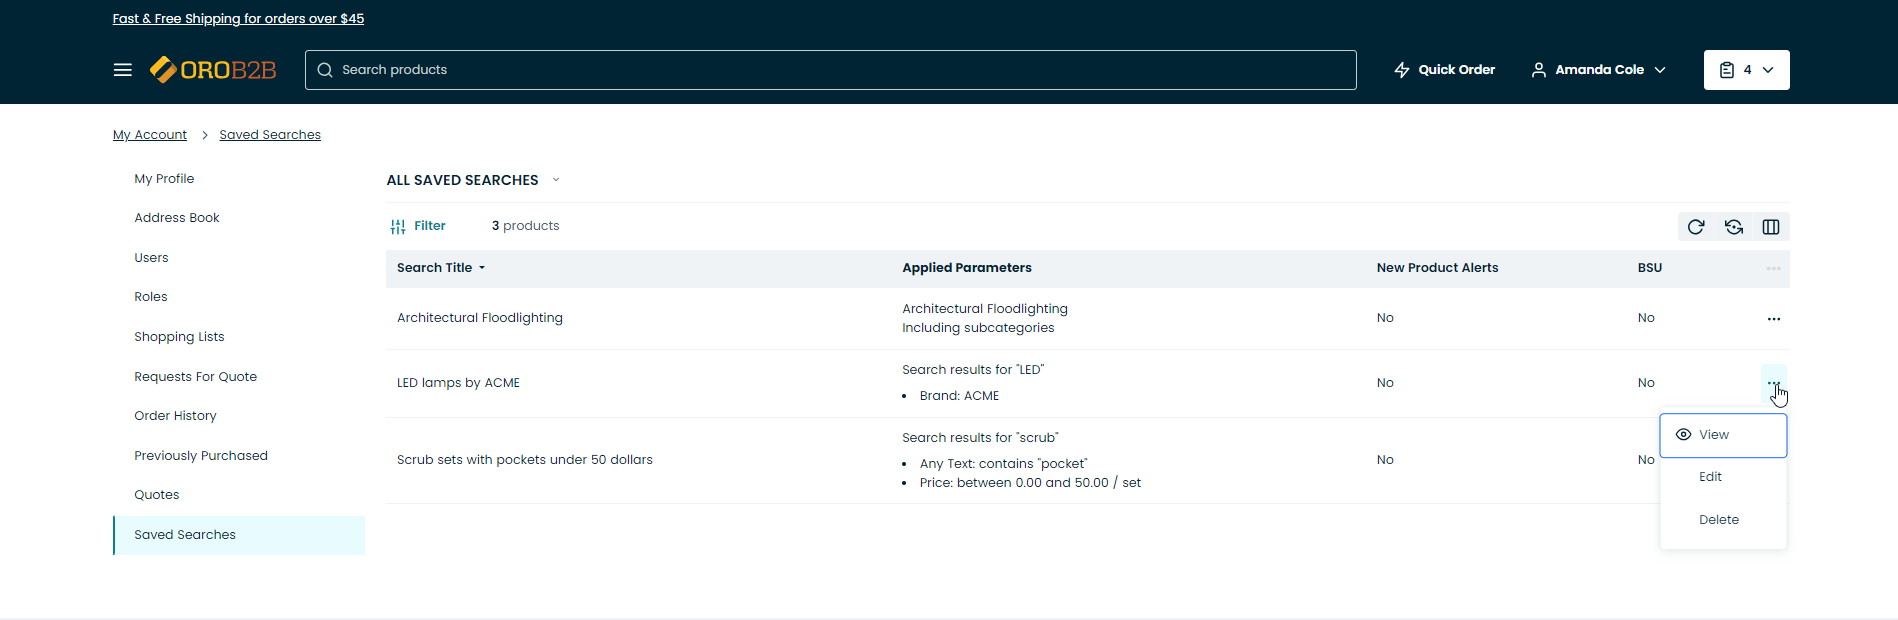 Fast & Free Shipping for orders over $45
OROB2B
Search products
Quick Order
Amanda Cole
4
My Account > Saved Searches
My Profile
Address Book
Users
Roles
Shopping Lists
Requests For Quote
Order History
Previously Purchased
Quotes
Saved Searches
ALL SAVED SEARCHES
Filter 3 products
Search Title Applied Parameters New Product Alerts BSU ...
Architectural Floodlighting
Architectural Floodlighting
Including subcategories
No No ...
LED lamps by ACME
Search results for "LED"
• Brand: ACME
No No ...
Scrub sets with pockets under 50 dollars
Search results for "scrub"
• Any Text: contains "pocket"
• Price: between 0.00 and 50.00 / set
No No
View
Edit
Delete